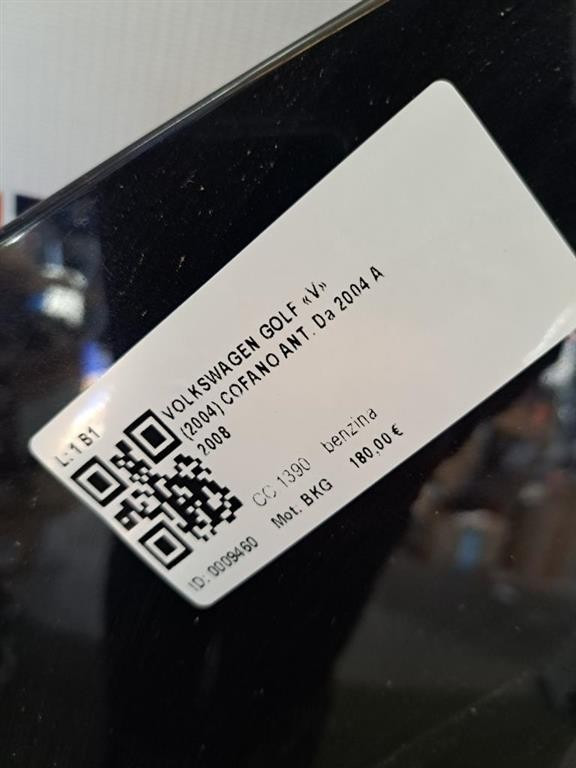 L: 1 B1
VOLKSWAGEN GOLF «V»
(2004) COFANO ANT. Da 2004 A
2008
CC 1390 benzina
Mot: BKG 180,00 €
ID: 0009460